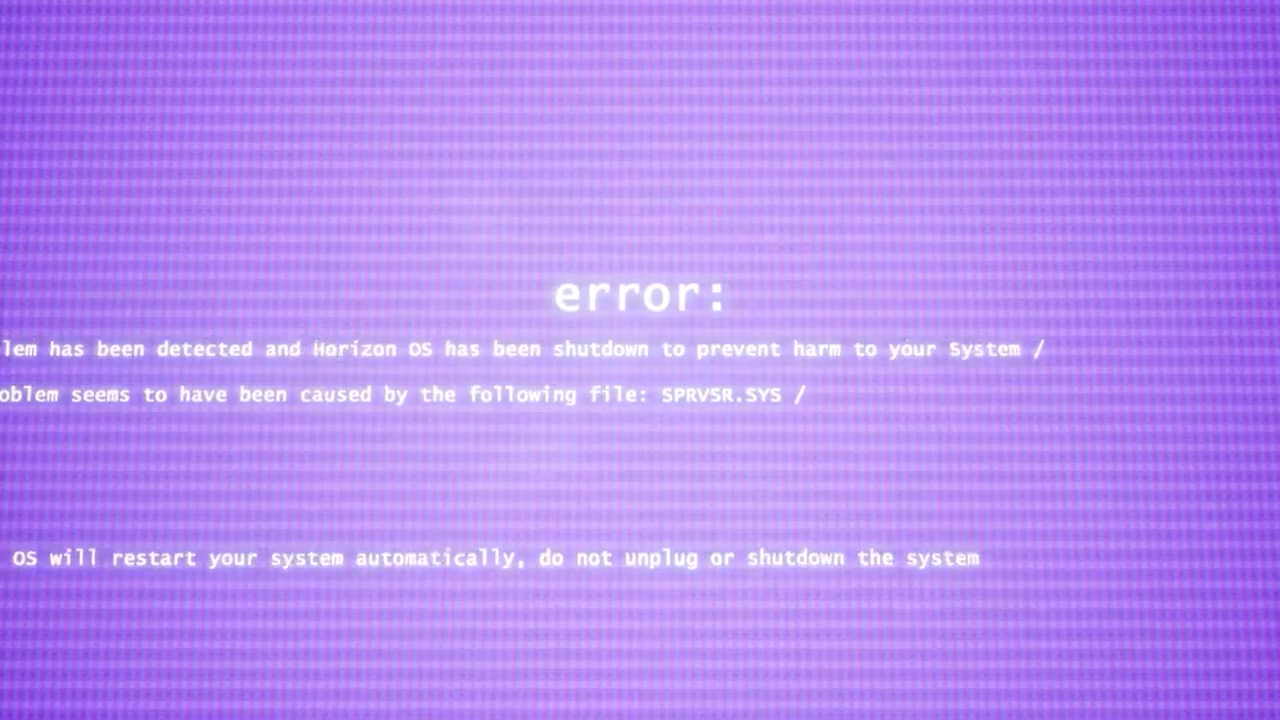 error:
lem has been detected and Horizon OS has been shutdown to prevent harm to your System /
oblem seems to have been caused by the following file: SPRVSR.SYS /
OS will restart your system automatically, do not unplug or shutdown the system